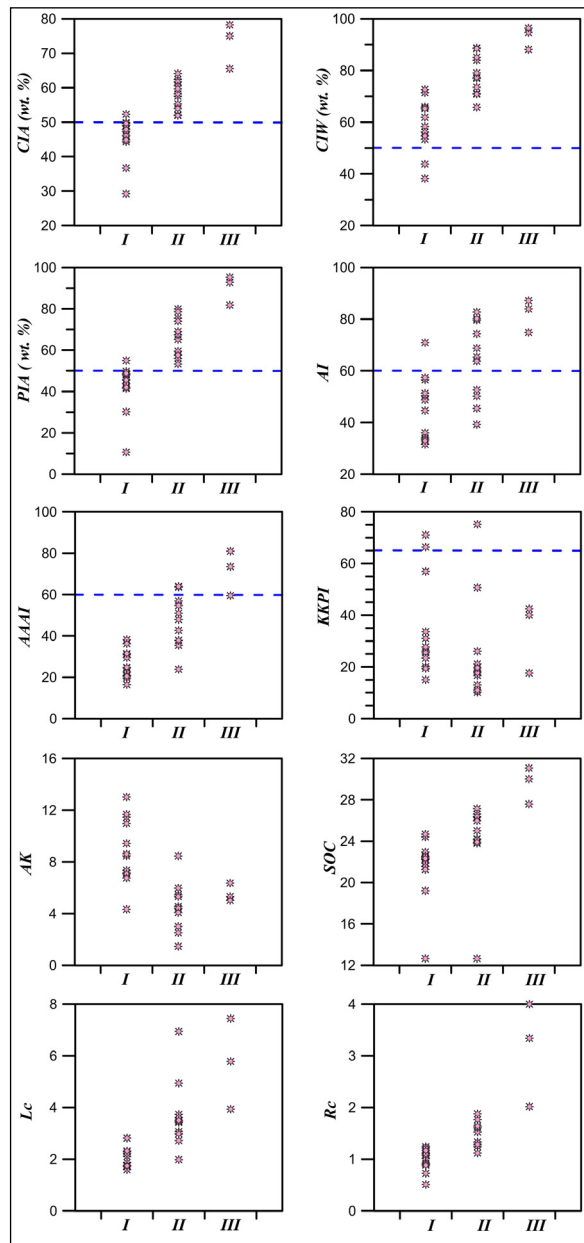 CIA (wt. %)
80
70
60
50
40
30
20
I II III
CIW (wt. %)
100
80
60
40
20
I II III
PIA ( wt. %)
100
80
60
40
20
0
I II III
AI
100
80
60
40
20
I II III
AAAI
100
80
60
40
20
0
I II III
KKPI
80
60
40
20
0
I II III
AK
16
12
8
4
0
I II III
SOC
32
28
24
20
16
12
I II III
Lc
8
6
4
2
0
I II III
Rc
4
3
2
1
0
I II III